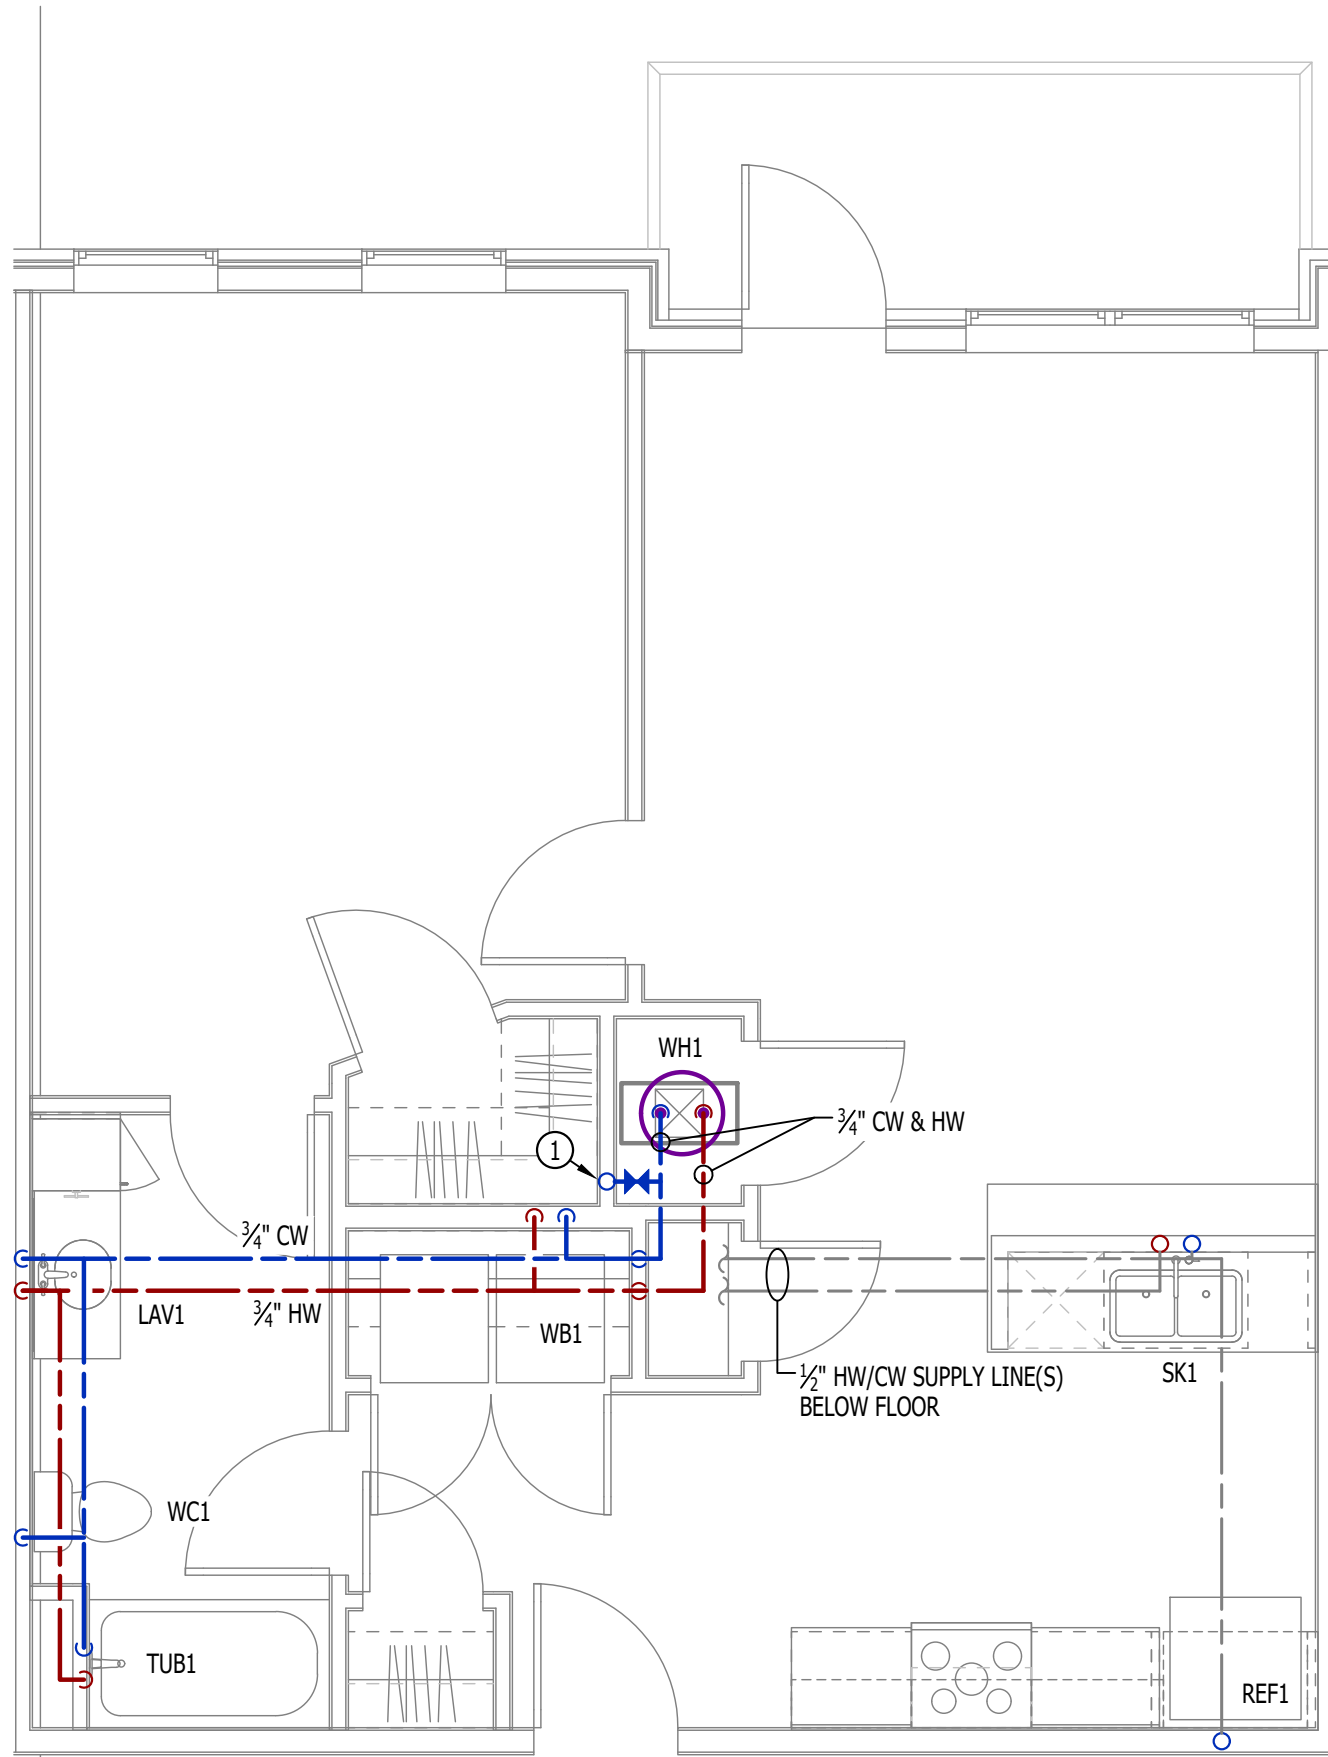 WH1
¾" CW & HW
1
¾" CW
LAV1
¾" HW
WB1
½" HW/CW SUPPLY LINE(S)
BELOW FLOOR
SK1
WC1
TUB1
REF1